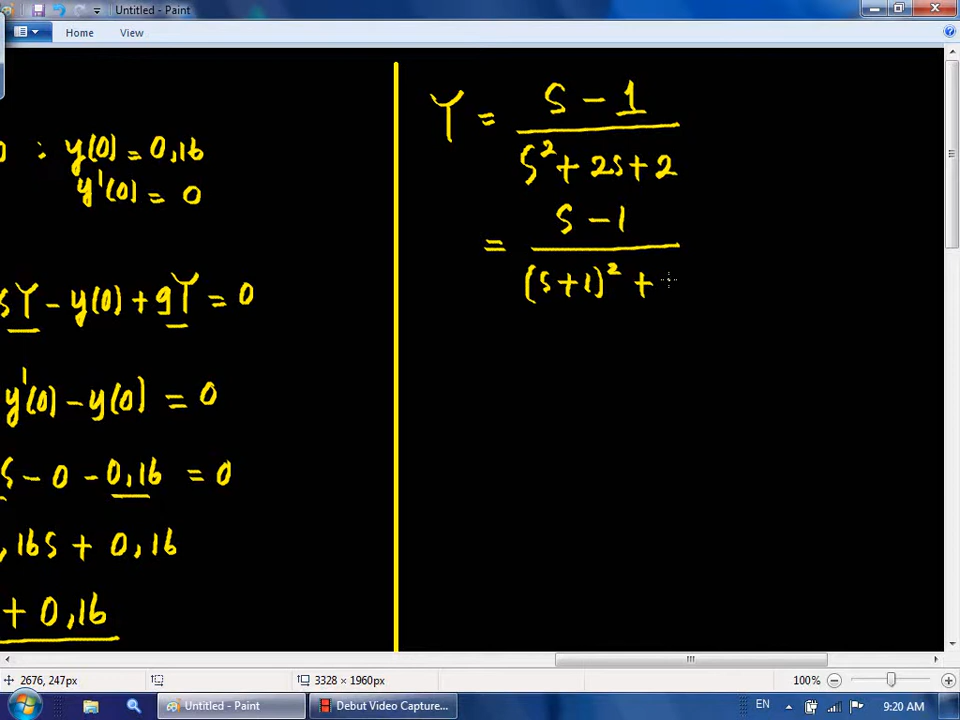 Untitled - Paint
Home View
: y(0) = 0,16
y'(0) = 0
sY - y(0) + 9Y = 0
y'(0) - y(0) = 0
s - 0 - 0,16 = 0
,16s + 0,16
+ 0,16
Y = (s - 1) / (s² + 2s + 2)
= (s - 1) / ((s+1)² +
2676, 247px
3328 × 1960px
100%
Untitled - Paint
Debut Video Capture...
EN
9:20 AM